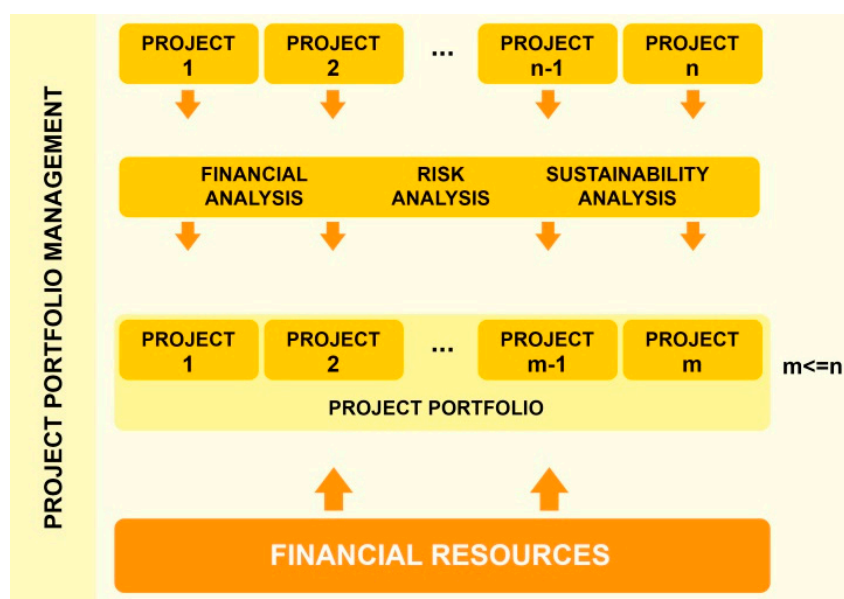 PROJECT PORTFOLIO MANAGEMENT
PROJECT
1
PROJECT
2
...
PROJECT
n-1
PROJECT
n
FINANCIAL
ANALYSIS
RISK
ANALYSIS
SUSTAINABILITY
ANALYSIS
PROJECT
1
PROJECT
2
...
PROJECT
m-1
PROJECT
m
m<=n
PROJECT PORTFOLIO
FINANCIAL RESOURCES